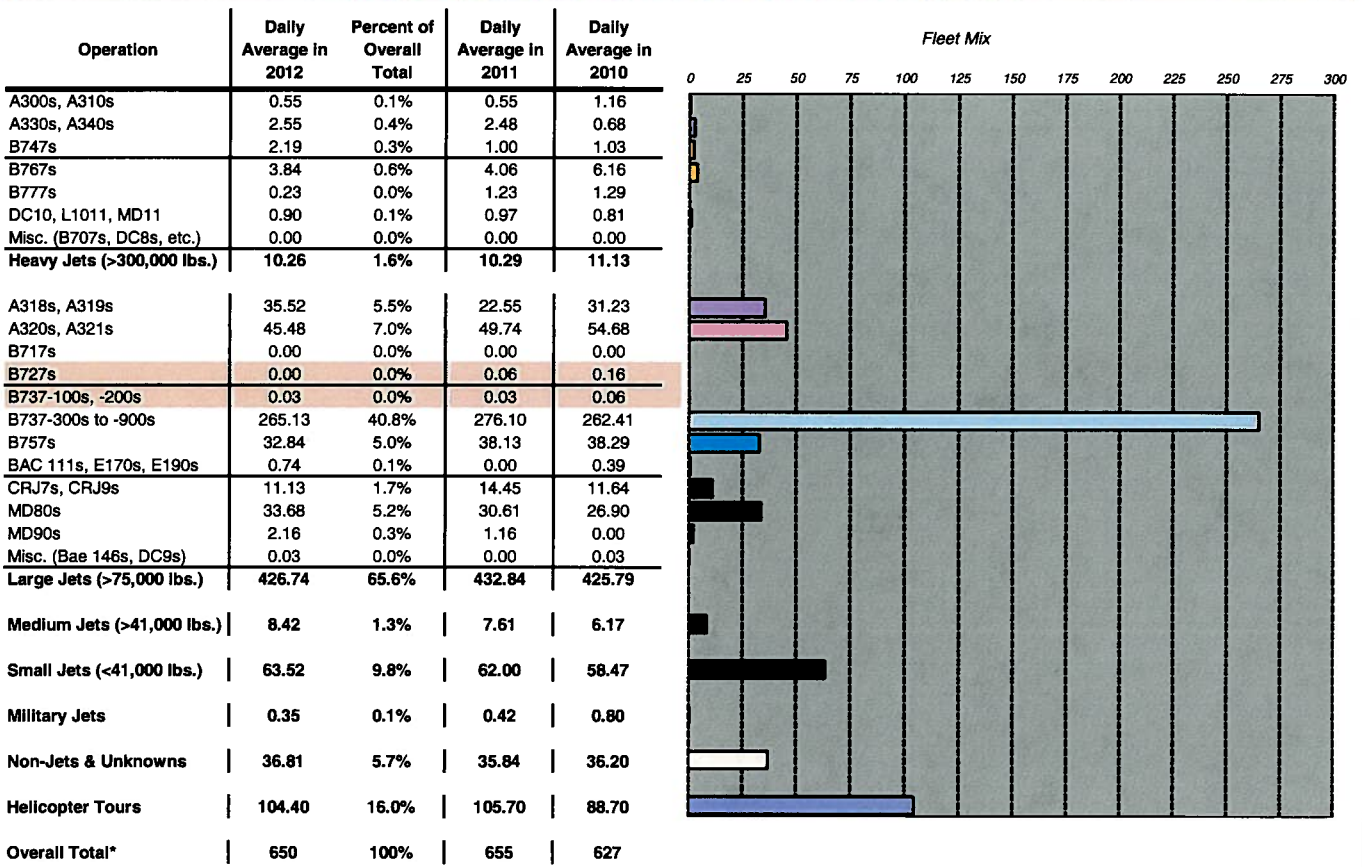 Operation Daily Average in 2012 Percent of Overall Total Daily Average in 2011 Daily Average in 2010
Fleet Mix
0 25 50 75 100 125 150 175 200 225 250 275 300
A300s, A310s 0.55 0.1% 0.55 1.16
A330s, A340s 2.55 0.4% 2.48 0.68
B747s 2.19 0.3% 1.00 1.03
B767s 3.84 0.6% 4.06 6.16
B777s 0.23 0.0% 1.23 1.29
DC10, L1011, MD11 0.90 0.1% 0.97 0.81
Misc. (B707s, DC8s, etc.) 0.00 0.0% 0.00 0.00
Heavy Jets (>300,000 lbs.) 10.26 1.6% 10.29 11.13
A318s, A319s 35.52 5.5% 22.55 31.23
A320s, A321s 45.48 7.0% 49.74 54.68
B717s 0.00 0.0% 0.00 0.00
B727s 0.00 0.0% 0.06 0.16
B737-100s, -200s 0.03 0.0% 0.03 0.06
B737-300s to -900s 265.13 40.8% 276.10 262.41
B757s 32.84 5.0% 38.13 38.29
BAC 111s, E170s, E190s 0.74 0.1% 0.00 0.39
CRJ7s, CRJ9s 11.13 1.7% 14.45 11.64
MD80s 33.68 5.2% 30.61 26.90
MD90s 2.16 0.3% 1.16 0.00
Misc. (Bae 146s, DC9s) 0.03 0.0% 0.00 0.03
Large Jets (>75,000 lbs.) 426.74 65.6% 432.84 425.79
Medium Jets (>41,000 lbs.) 8.42 1.3% 7.61 6.17
Small Jets (<41,000 lbs.) 63.52 9.8% 62.00 58.47
Military Jets 0.35 0.1% 0.42 0.80
Non-Jets & Unknowns 36.81 5.7% 35.84 36.20
Helicopter Tours 104.40 16.0% 105.70 88.70
Overall Total* 650 100% 655 627